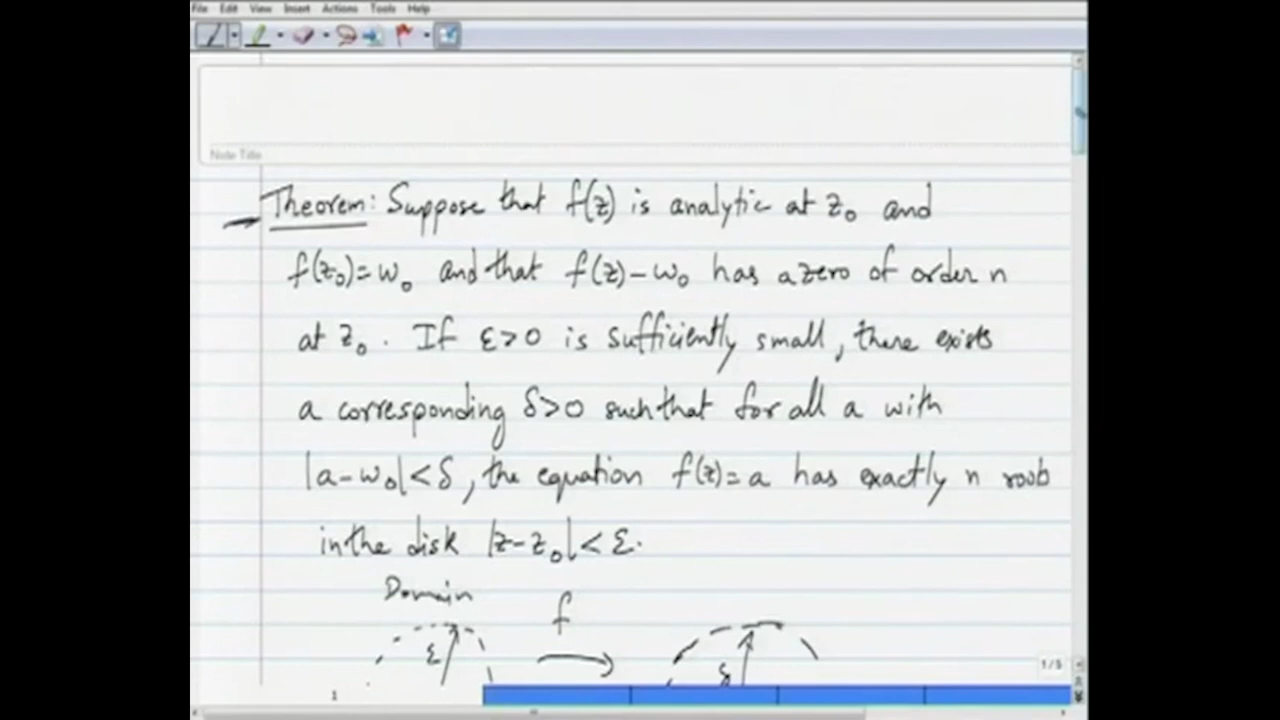 File Edit View Insert Actions Tools Help
Note Title
Theorem: Suppose that f(z) is analytic at z₀ and
f(z₀)=w₀ and that f(z)-w₀ has a zero of order n
at z₀. If ε>0 is sufficiently small, there exists
a corresponding δ>0 such that for all a with
|a-w₀|<δ, the equation f(z)=a has exactly n roots
in the disk |z-z₀|<ε.
Domain f
ε δ
1/5
1